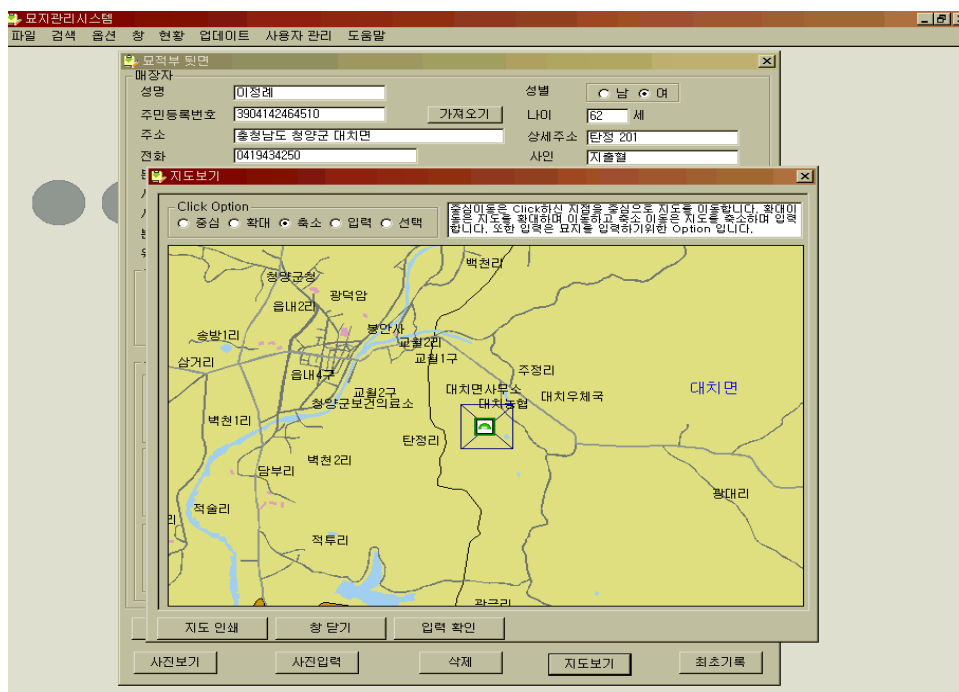 묘지관리시스템
파일 검색 옵션 창 현황 업데이트 사용자 관리 도움말
묘적부 뒷면
매장자
성명 이정례 성별 남 여
주민등록번호 3904142464510 가져오기 나이 62 세
주소 충청남도 청양군 대치면 상세주소 탄정 201
전화 0419434250 사인 지출혈
지도보기
Click Option
중심 확대 축소 입력 선택
중심이동은 Click하신 지점을 중심으로 지도를 이동합니다. 확대이
동은 지도를 확대하며 이동하고 축소 이동은 지도를 축소하며 입력
합니다. 또한 입력은 묘지를 입력하기위한 Option 입니다.
백천리
청양군청
광덕암
읍내2리
봉안사
송방1리
교월2리
교월1구
삼거리
주정리
읍내4구
대치면사무소
대치면
교월2구
대치우체국
청양군보건의료소
대치농협
벽천1리
탄정리
벽천2리
담부리
광대리
적술리
리
적투리
광금리
지도 인쇄 창 닫기 입력 확인
사진보기 사진입력 삭제 지도보기 최초기록